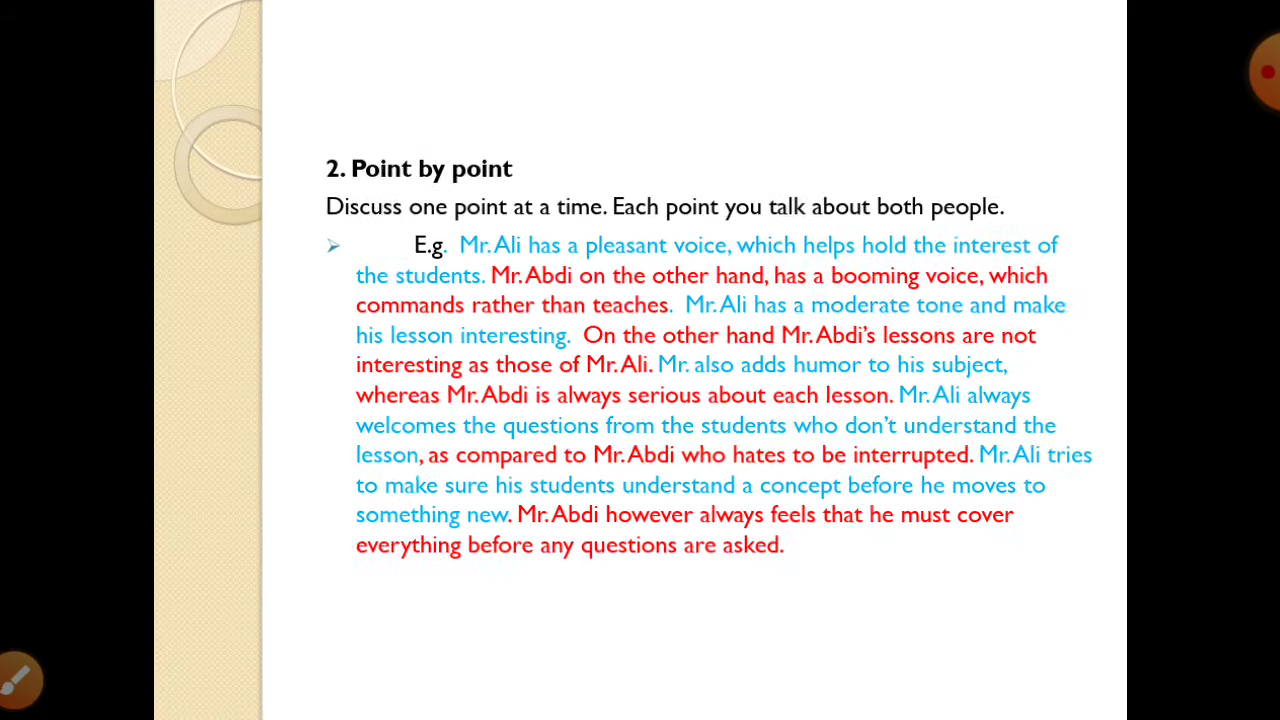 2. Point by point
Discuss one point at a time. Each point you talk about both people.
E.g. Mr. Ali has a pleasant voice, which helps hold the interest of
the students. Mr. Abdi on the other hand, has a booming voice, which
commands rather than teaches. Mr. Ali has a moderate tone and make
his lesson interesting. On the other hand Mr. Abdi's lessons are not
interesting as those of Mr. Ali. Mr. also adds humor to his subject,
whereas Mr. Abdi is always serious about each lesson. Mr. Ali always
welcomes the questions from the students who don't understand the
lesson, as compared to Mr. Abdi who hates to be interrupted. Mr. Ali tries
to make sure his students understand a concept before he moves to
something new. Mr. Abdi however always feels that he must cover
everything before any questions are asked.